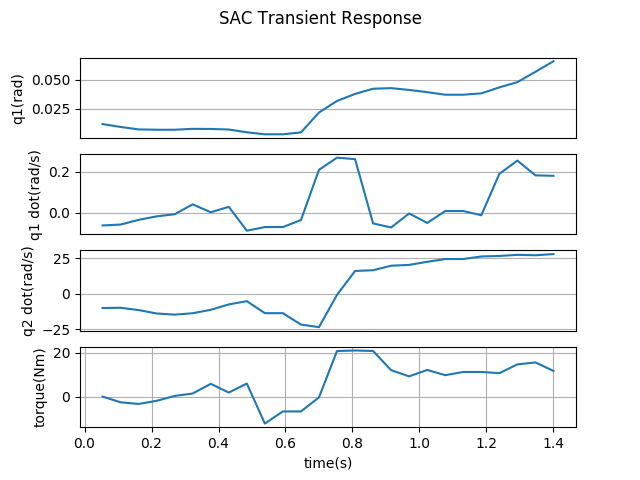 SAC Transient Response
q1(rad)
0.050
0.025
q1 dot(rad/s)
0.2
0.0
q2 dot(rad/s)
25
0
−25
torque(Nm)
20
0
0.0 0.2 0.4 0.6 0.8 1.0 1.2 1.4
time(s)